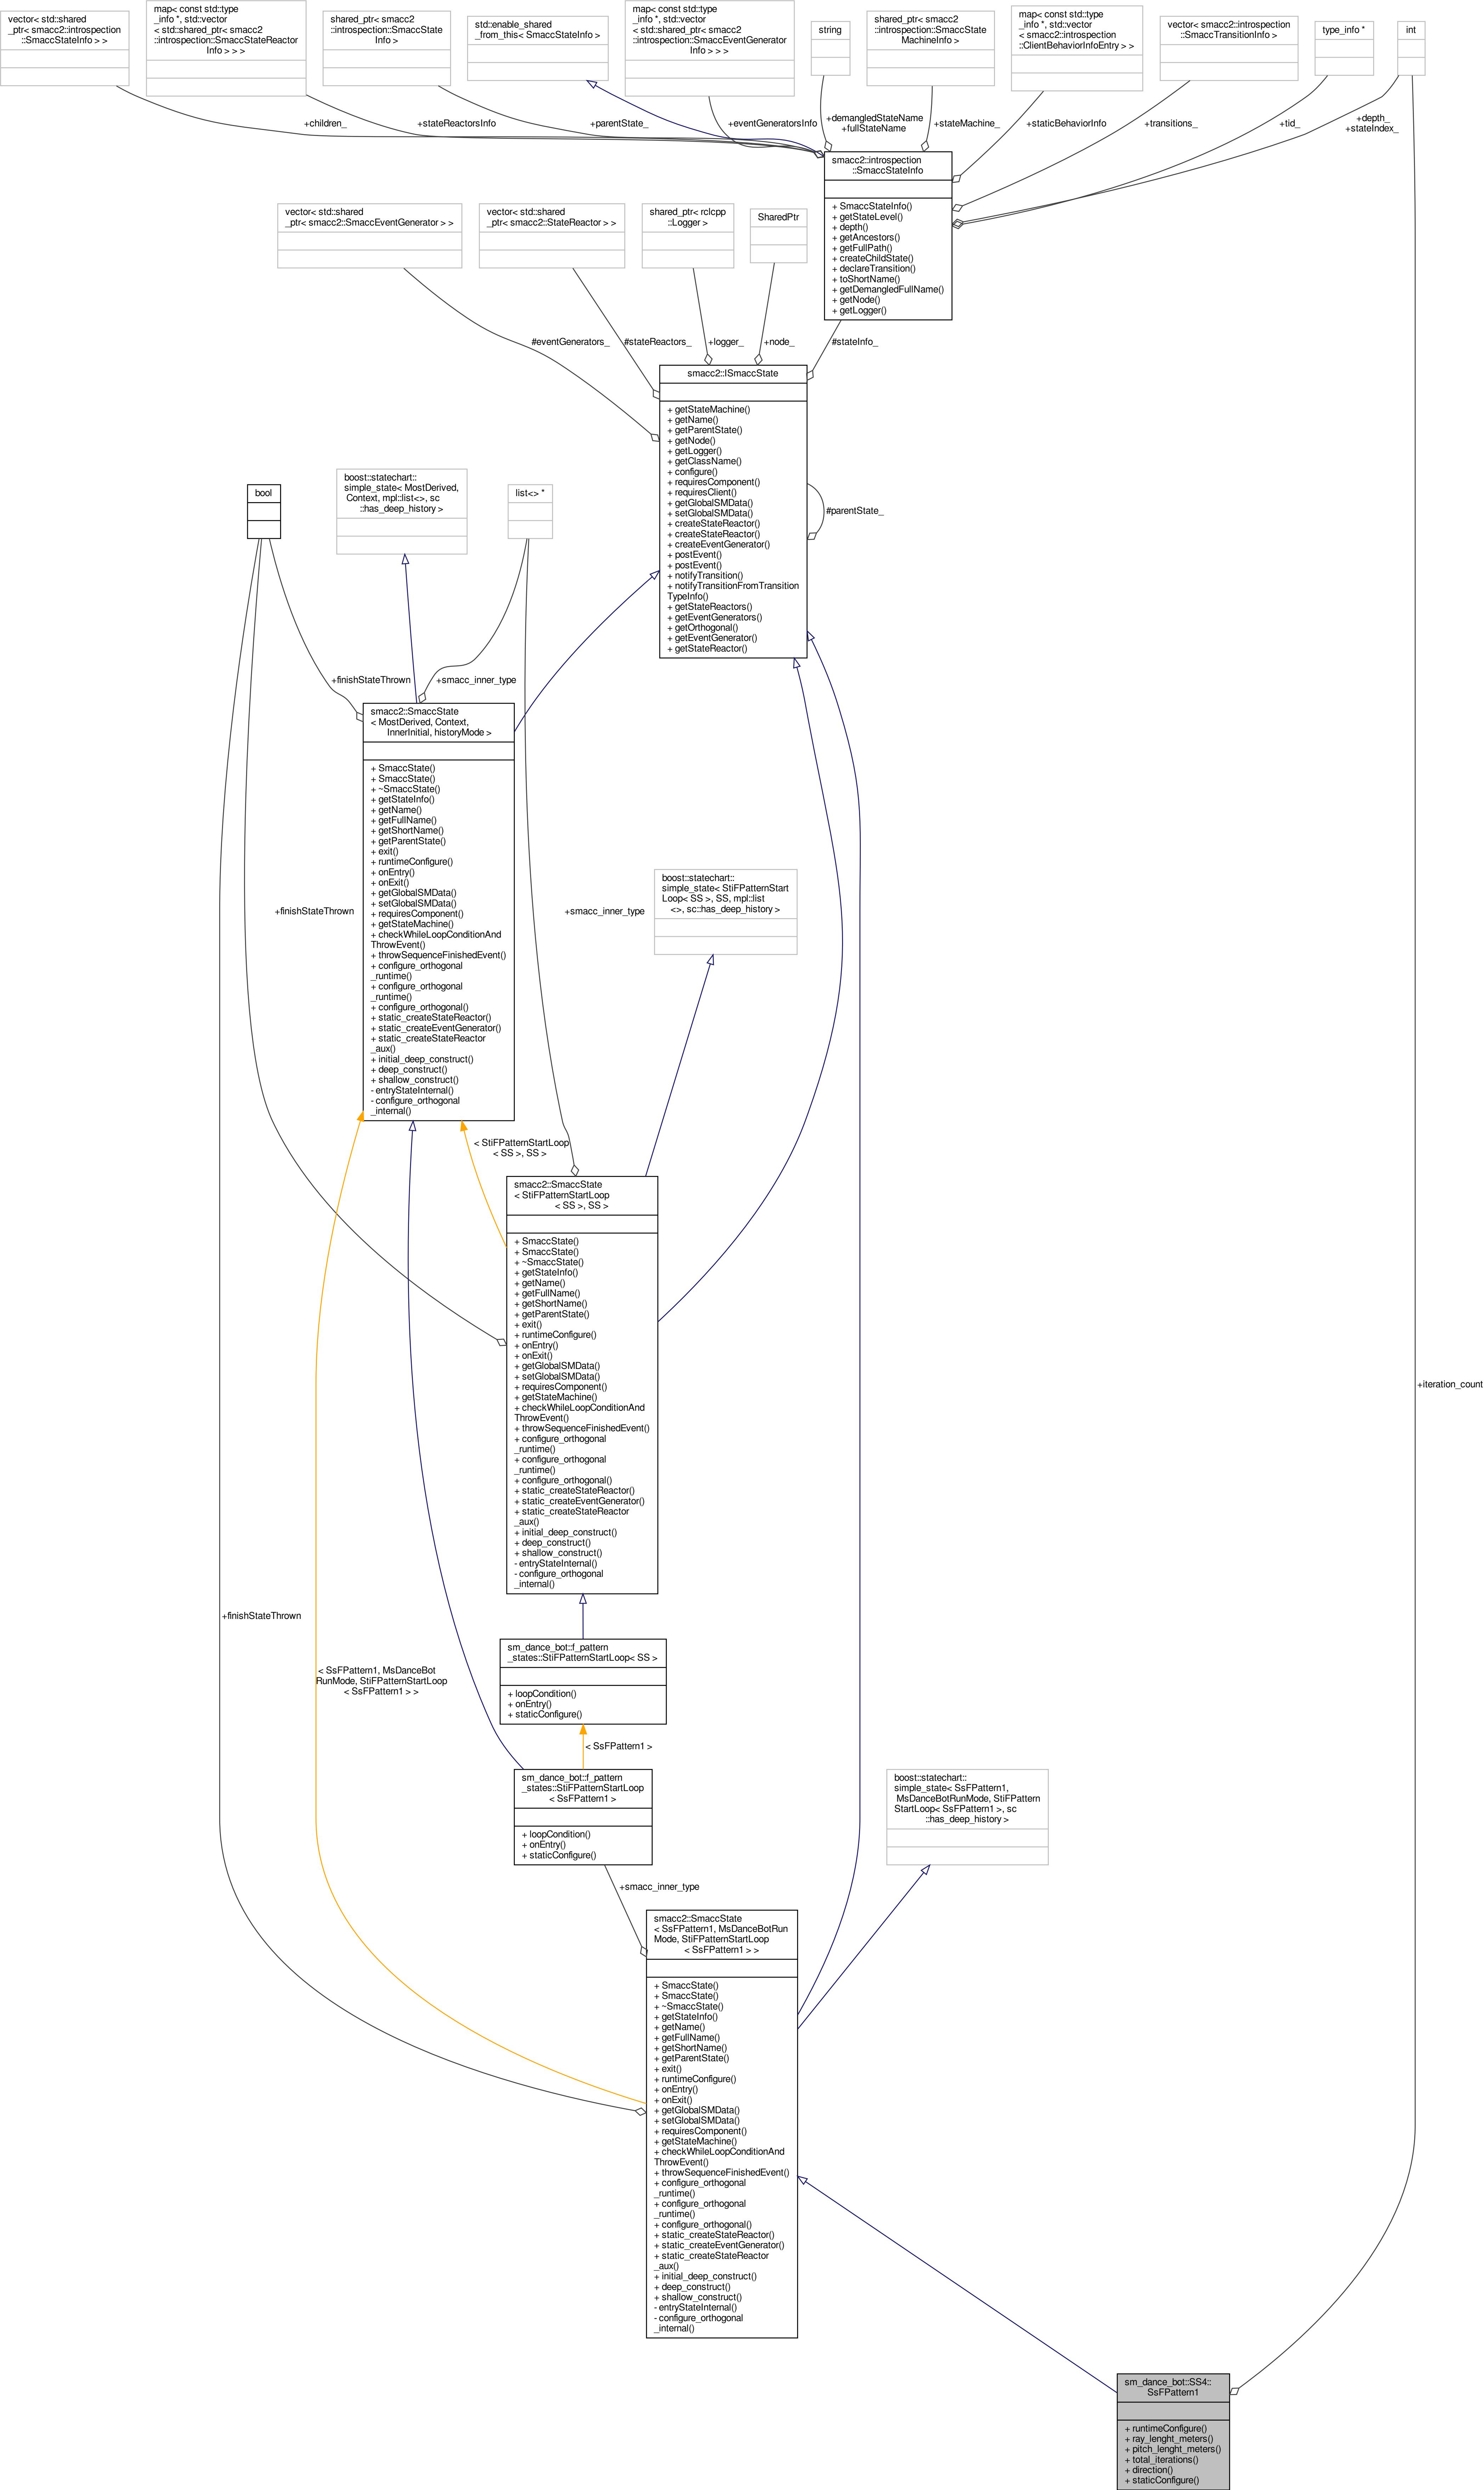 vector< std::shared
_ptr< smacc2::introspection
::SmaccStateInfo > >
map< const std::type
_info *, std::vector
< std::shared_ptr< smacc2
::introspection::SmaccStateReactor
Info > > >
shared_ptr< smacc2
::introspection::SmaccState
Info >
std::enable_shared
_from_this< SmaccStateInfo >
map< const std::type
_info *, std::vector
< std::shared_ptr< smacc2
::introspection::SmaccEventGenerator
Info > > >
string
shared_ptr< smacc2
::introspection::SmaccState
MachineInfo >
map< const std::type
_info *, std::vector
< smacc2::introspection
::ClientBehaviorInfoEntry > >
vector< smacc2::introspection
::SmaccTransitionInfo >
type_info *
int
+children_
+stateReactorsInfo
+parentState_
+eventGeneratorsInfo
+demangledStateName
+fullStateName
+stateMachine_
+staticBehaviorInfo
+transitions_
+tid_
+depth_
+stateIndex_
smacc2::introspection
::SmaccStateInfo
+ SmaccStateInfo()
+ getStateLevel()
+ depth()
+ getAncestors()
+ getFullPath()
+ createChildState()
+ declareTransition()
+ toShortName()
+ getDemangledFullName()
+ getNode()
+ getLogger()
vector< std::shared
_ptr< smacc2::SmaccEventGenerator > >
vector< std::shared
_ptr< smacc2::StateReactor > >
shared_ptr< rclcpp
::Logger >
SharedPtr
#eventGenerators_
#stateReactors_
+logger_
+node_
#stateInfo_
smacc2::ISmaccState
+ getStateMachine()
+ getName()
+ getParentState()
+ getNode()
+ getLogger()
+ getClassName()
+ configure()
+ requiresComponent()
+ requiresClient()
+ getGlobalSMData()
+ setGlobalSMData()
+ createStateReactor()
+ createStateReactor()
+ createEventGenerator()
+ postEvent()
+ postEvent()
+ notifyTransition()
+ notifyTransitionFromTransition
TypeInfo()
+ getStateReactors()
+ getEventGenerators()
+ getOrthogonal()
+ getEventGenerator()
+ getStateReactor()
#parentState_
bool
boost::statechart::
simple_state< MostDerived,
Context, mpl::list<>, sc
::has_deep_history >
list<> *
+finishStateThrown
+smacc_inner_type
smacc2::SmaccState
< MostDerived, Context,
InnerInitial, historyMode >
+ SmaccState()
+ SmaccState()
+ ~SmaccState()
+ getStateInfo()
+ getName()
+ getFullName()
+ getShortName()
+ getParentState()
+ exit()
+ runtimeConfigure()
+ onEntry()
+ onExit()
+ getGlobalSMData()
+ setGlobalSMData()
+ requiresComponent()
+ getStateMachine()
+ checkWhileLoopConditionAnd
ThrowEvent()
+ throwSequenceFinishedEvent()
+ configure_orthogonal
_runtime()
+ configure_orthogonal
_runtime()
+ configure_orthogonal()
+ static_createStateReactor()
+ static_createEventGenerator()
+ static_createStateReactor
_aux()
+ initial_deep_construct()
+ deep_construct()
+ shallow_construct()
- entryStateInternal()
- configure_orthogonal
_internal()
+finishStateThrown
+smacc_inner_type
boost::statechart::
simple_state< StiFPatternStart
Loop< SS >, SS, mpl::list
<>, sc::has_deep_history >
< StiFPatternStartLoop
< SS >, SS >
smacc2::SmaccState
< StiFPatternStartLoop
< SS >, SS >
+ SmaccState()
+ SmaccState()
+ ~SmaccState()
+ getStateInfo()
+ getName()
+ getFullName()
+ getShortName()
+ getParentState()
+ exit()
+ runtimeConfigure()
+ onEntry()
+ onExit()
+ getGlobalSMData()
+ setGlobalSMData()
+ requiresComponent()
+ getStateMachine()
+ checkWhileLoopConditionAnd
ThrowEvent()
+ throwSequenceFinishedEvent()
+ configure_orthogonal
_runtime()
+ configure_orthogonal
_runtime()
+ configure_orthogonal()
+ static_createStateReactor()
+ static_createEventGenerator()
+ static_createStateReactor
_aux()
+ initial_deep_construct()
+ deep_construct()
+ shallow_construct()
- entryStateInternal()
- configure_orthogonal
_internal()
+iteration_count
+finishStateThrown
sm_dance_bot::f_pattern
_states::StiFPatternStartLoop< SS >
+ loopCondition()
+ onEntry()
+ staticConfigure()
< SsFPattern1, MsDanceBot
RunMode, StiFPatternStartLoop
< SsFPattern1 > >
< SsFPattern1 >
sm_dance_bot::f_pattern
_states::StiFPatternStartLoop
< SsFPattern1 >
+ loopCondition()
+ onEntry()
+ staticConfigure()
boost::statechart::
simple_state< SsFPattern1,
MsDanceBotRunMode, StiFPattern
StartLoop< SsFPattern1 >, sc
::has_deep_history >
+smacc_inner_type
smacc2::SmaccState
< SsFPattern1, MsDanceBotRun
Mode, StiFPatternStartLoop
< SsFPattern1 > >
+ SmaccState()
+ SmaccState()
+ ~SmaccState()
+ getStateInfo()
+ getName()
+ getFullName()
+ getShortName()
+ getParentState()
+ exit()
+ runtimeConfigure()
+ onEntry()
+ onExit()
+ getGlobalSMData()
+ setGlobalSMData()
+ requiresComponent()
+ getStateMachine()
+ checkWhileLoopConditionAnd
ThrowEvent()
+ throwSequenceFinishedEvent()
+ configure_orthogonal
_runtime()
+ configure_orthogonal
_runtime()
+ configure_orthogonal()
+ static_createStateReactor()
+ static_createEventGenerator()
+ static_createStateReactor
_aux()
+ initial_deep_construct()
+ deep_construct()
+ shallow_construct()
- entryStateInternal()
- configure_orthogonal
_internal()
sm_dance_bot::SS4::
SsFPattern1
+ runtimeConfigure()
+ ray_lenght_meters()
+ pitch_lenght_meters()
+ total_iterations()
+ direction()
+ staticConfigure()